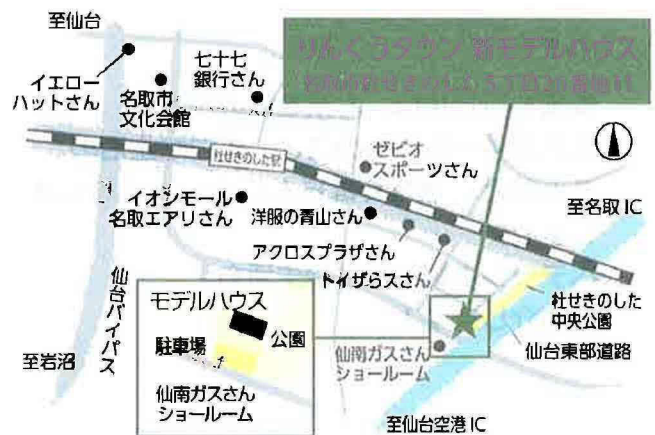 至仙台
りんくうタウン 新モデルハウス
イエロー
ハットさん
名取市
文化会館
七十七
銀行さん
杜せきのした駅
ゼビオ
スポーツさん
イオンモール
名取エアリさん
洋服の青山さん
アクロスプラザさん
トイザらスさん
至名取IC
仙台バイパス
至岩沼
モデルハウス
公園
駐車場
仙南ガスさん
ショールーム
仙南ガスさん
ショールーム
杜せきのした
中央公園
仙台東部道路
至仙台空港IC